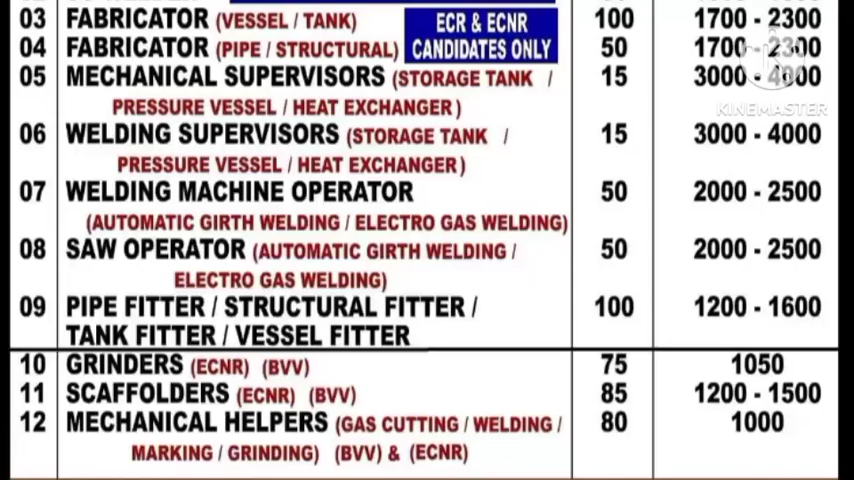 03 FABRICATOR (VESSEL / TANK) ECR & ECNR 100 1700 - 2300
04 FABRICATOR (PIPE / STRUCTURAL) CANDIDATES ONLY 50 1700 - 2300
05 MECHANICAL SUPERVISORS (STORAGE TANK / 15 3000 - 4000
PRESSURE VESSEL / HEAT EXCHANGER )
KINEMASTER
06 WELDING SUPERVISORS (STORAGE TANK / 15 3000 - 4000
PRESSURE VESSEL / HEAT EXCHANGER )
07 WELDING MACHINE OPERATOR 50 2000 - 2500
(AUTOMATIC GIRTH WELDING / ELECTRO GAS WELDING)
08 SAW OPERATOR (AUTOMATIC GIRTH WELDING / 50 2000 - 2500
ELECTRO GAS WELDING)
09 PIPE FITTER / STRUCTURAL FITTER / 100 1200 - 1600
TANK FITTER / VESSEL FITTER
10 GRINDERS (ECNR) (BVV) 75 1050
11 SCAFFOLDERS (ECNR) (BVV) 85 1200 - 1500
12 MECHANICAL HELPERS (GAS CUTTING / WELDING / 80 1000
MARKING / GRINDING) (BVV) & (ECNR)